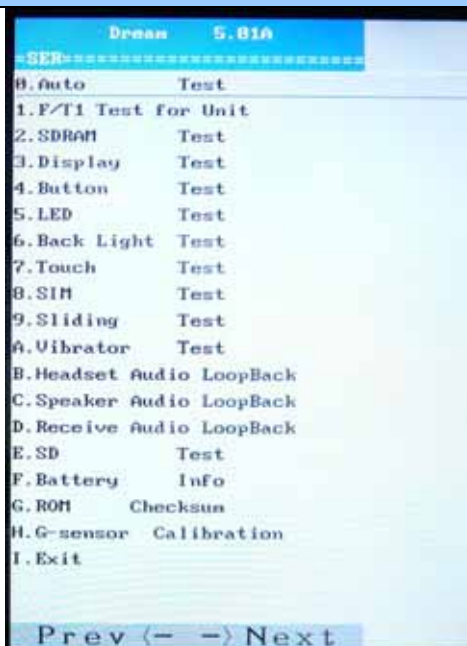 Dream 5.01A
=SER=========================
0.Auto Test
1.F/T1 Test for Unit
2.SDRAM Test
3.Display Test
4.Button Test
5.LED Test
6.Back Light Test
7.Touch Test
8.SIM Test
9.Sliding Test
A.Vibrator Test
B.Headset Audio LoopBack
C.Speaker Audio LoopBack
D.Receive Audio LoopBack
E.SD Test
F.Battery Info
G.ROM Checksum
H.G-sensor Calibration
I.Exit
Prev <- -> Next